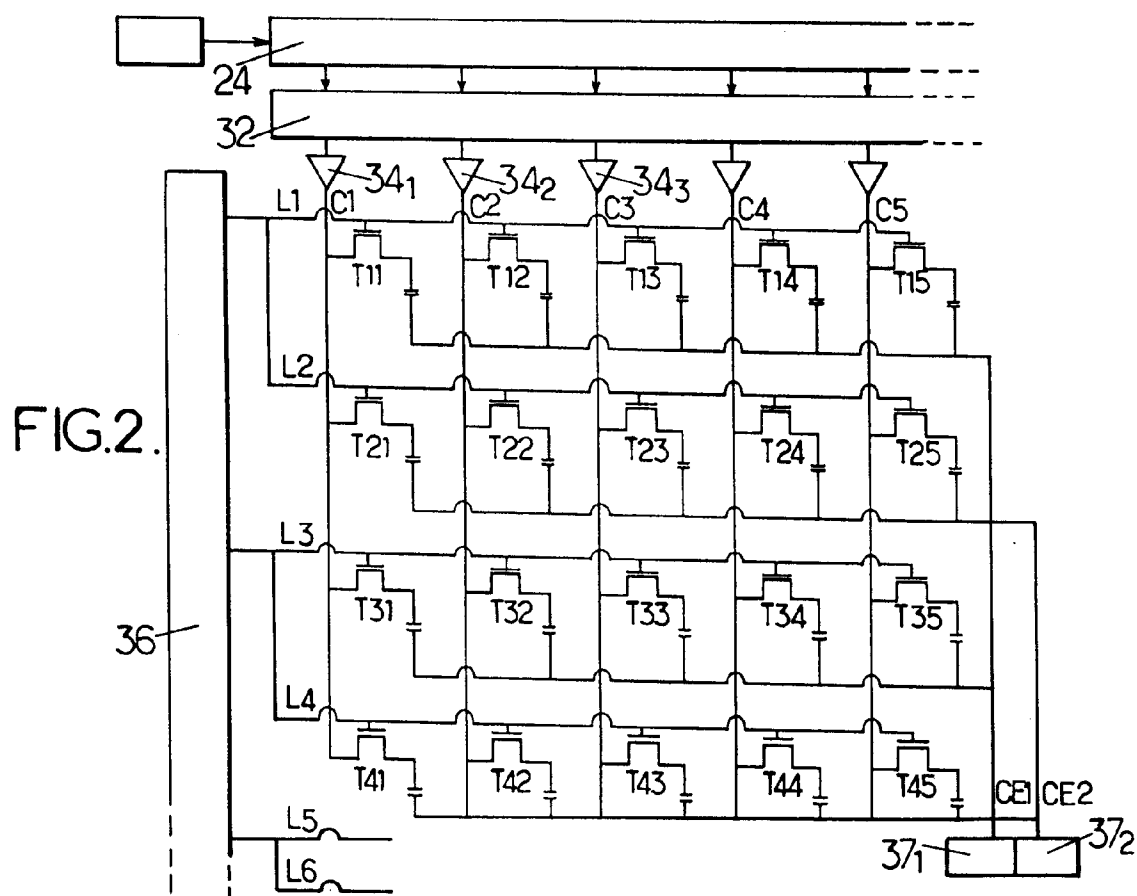 24
32
34₁ 34₂ 34₃
L1 C1 C2 C3 C4 C5
T11 T12 T13 T14 T15
L2
FIG.2.
T21 T22 T23 T24 T25
L3
T31 T32 T33 T34 T35
36
L4
T41 T42 T43 T44 T45
CE1 CE2
L5
37₁ 37₂
L6